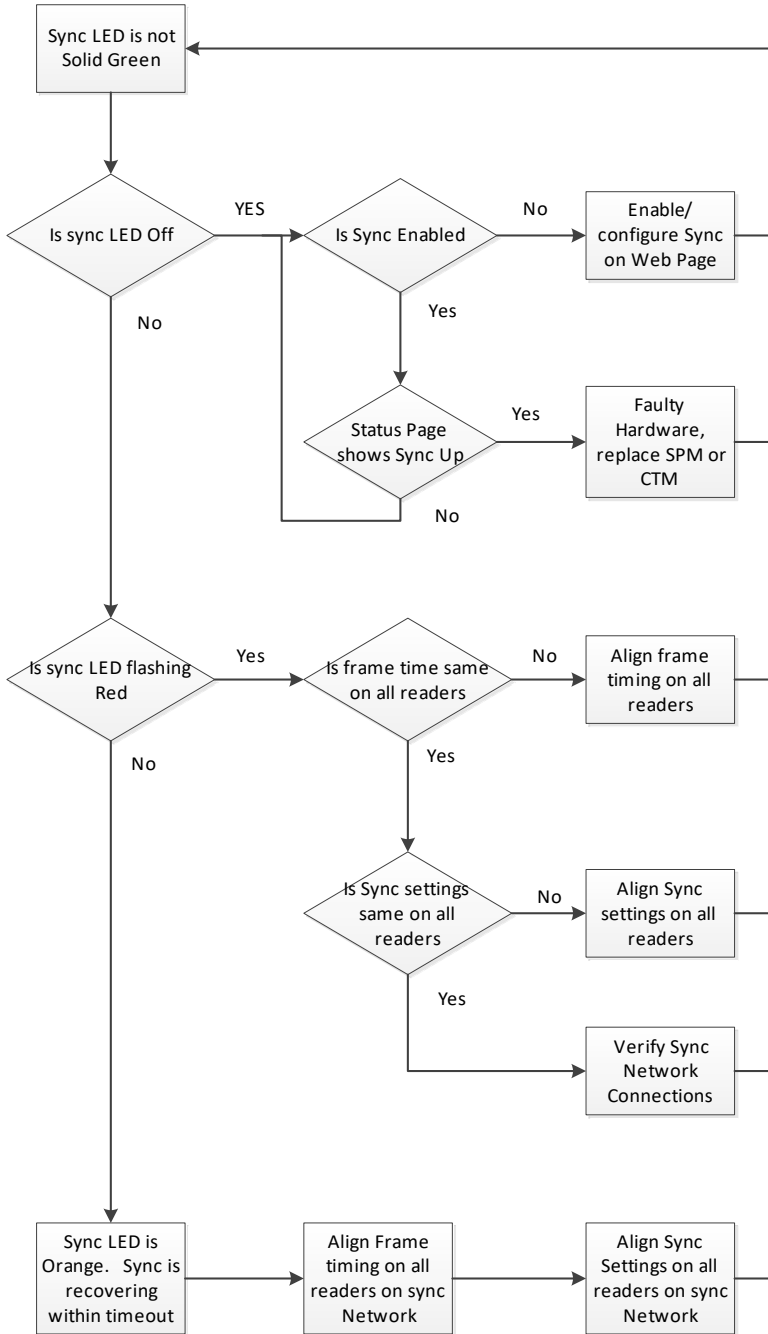 Sync LED is not
Solid Green
Is sync LED Off
YES
Is Sync Enabled
No
Enable/
configure Sync
on Web Page
No
Yes
Status Page
shows Sync Up
Yes
Faulty
Hardware,
replace SPM or
CTM
No
Is sync LED flashing
Red
Yes
Is frame time same
on all readers
No
Align frame
timing on all
readers
No
Yes
Is Sync settings
same on all
readers
No
Align Sync
settings on all
readers
Yes
Verify Sync
Network
Connections
Sync LED is
Orange. Sync is
recovering
within timeout
Align Frame
timing on all
readers on sync
Network
Align Sync
Settings on all
readers on sync
Network